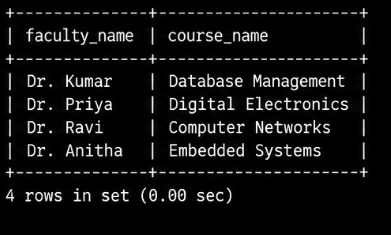 +--------------+----------------------+
| faculty_name | course_name          |
+--------------+----------------------+
| Dr. Kumar    | Database Management  |
| Dr. Priya    | Digital Electronics  |
| Dr. Ravi     | Computer Networks    |
| Dr. Anitha   | Embedded Systems     |
+--------------+----------------------+
4 rows in set (0.00 sec)